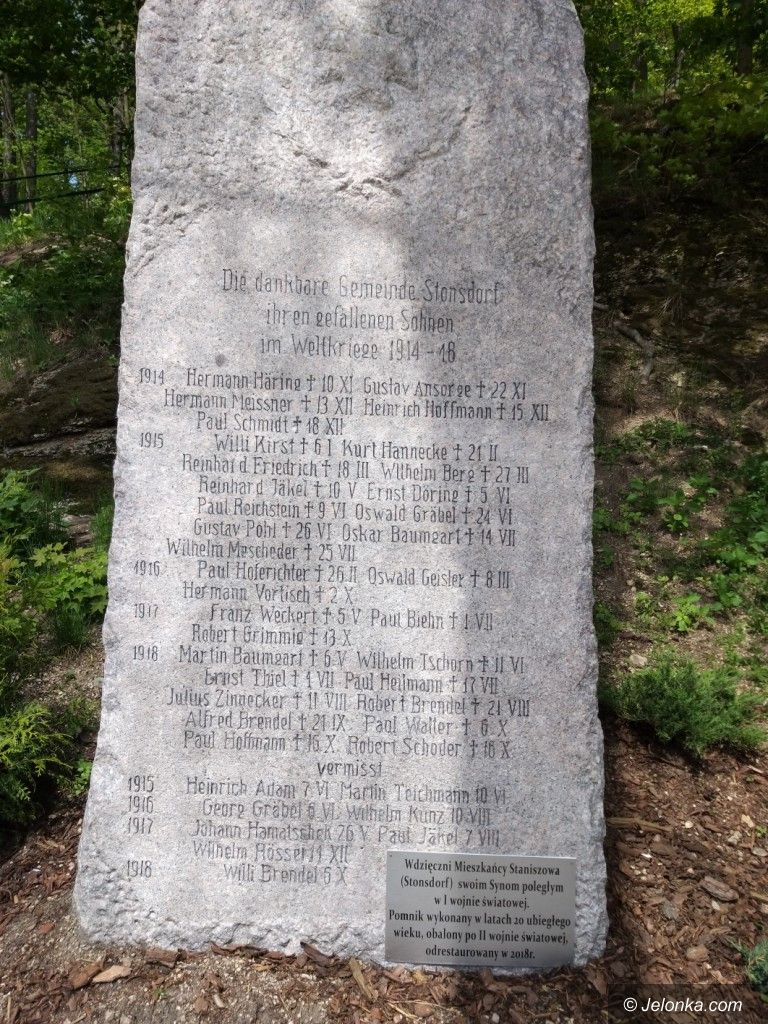 Die dankbare Gemeinde Stonsdorf
ihren gefallenen Söhnen
im Weltkriege 1914-18
1914 Hermann Häring † 10 XI Gustav Ansorge † 22 XI
Hermann Meissner † 13 XII Heinrich Hoffmann † 15 XII
Paul Schmidt † 18 XII
1915 Willi Kirst † 6 I Kurt Hannecke † 21 II
Reinhard Friedrich † 18 III Wilhelm Berg † 27 III
Reinhard Jäkel † 10 V Ernst Döring † 5 VI
Paul Reichstein † 9 VI Oswald Gräbel † 24 VI
Gustav Pohl † 26 VI Oskar Baumgart † 14 VII
Wilhelm Mescheder † 25 VII
1916 Paul Hoferichter † 26 II Oswald Geisler † 8 III
Hermann Vortisch † 2 X
1917 Franz Weckert † 5 V Paul Biehn † 1 VII
Robert Grimmig † 13 X
1918 Martin Baumgart † 6 V Wilhelm Tschorn † 11 VI
Ernst Thiel † 4 VII Paul Heilmann † 17 VII
Julius Zinnecker † 11 VIII Robert Brendel † 21 VIII
Alfred Brendel † 21 IX Paul Walter † 6 X
Paul Hoffmann † 16 X Robert Schoder † 16 X
vermisst
1915 Heinrich Adam 7 VI Martin Teichmann 10 VI
1916 Georg Gräbel 6 VI Wilhelm Kunz 10 VIII
1917 Johann Hamatschek 26 V Paul Jäkel 7 VIII
Wilhelm Rösset 11 XII
1918 Willi Brendel 5 X
Wdzięczni Mieszkańcy Staniszowa
(Stonsdorf) swoim Synom poległym
w I wojnie światowej.
Pomnik wykonany w latach 20 ubiegłego
wieku, obalony po II wojnie światowej,
odrestaurowany w 2018r.
© Jelonka.com